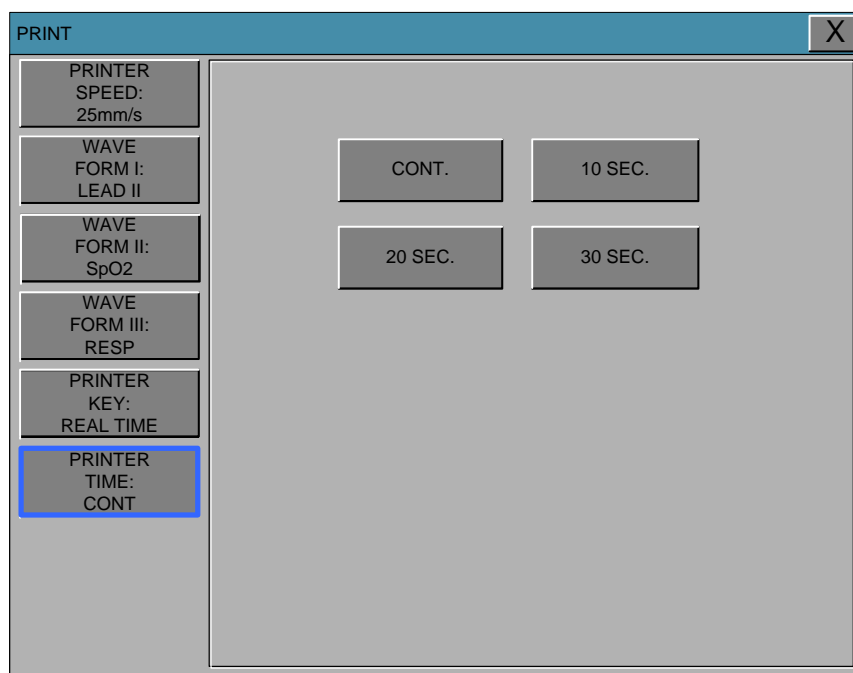 PRINT
X
PRINTER
SPEED:
25mm/s
WAVE
FORM I:
LEAD II
WAVE
FORM II:
SpO2
WAVE
FORM III:
RESP
PRINTER
KEY:
REAL TIME
PRINTER
TIME:
CONT
CONT.
10 SEC.
20 SEC.
30 SEC.